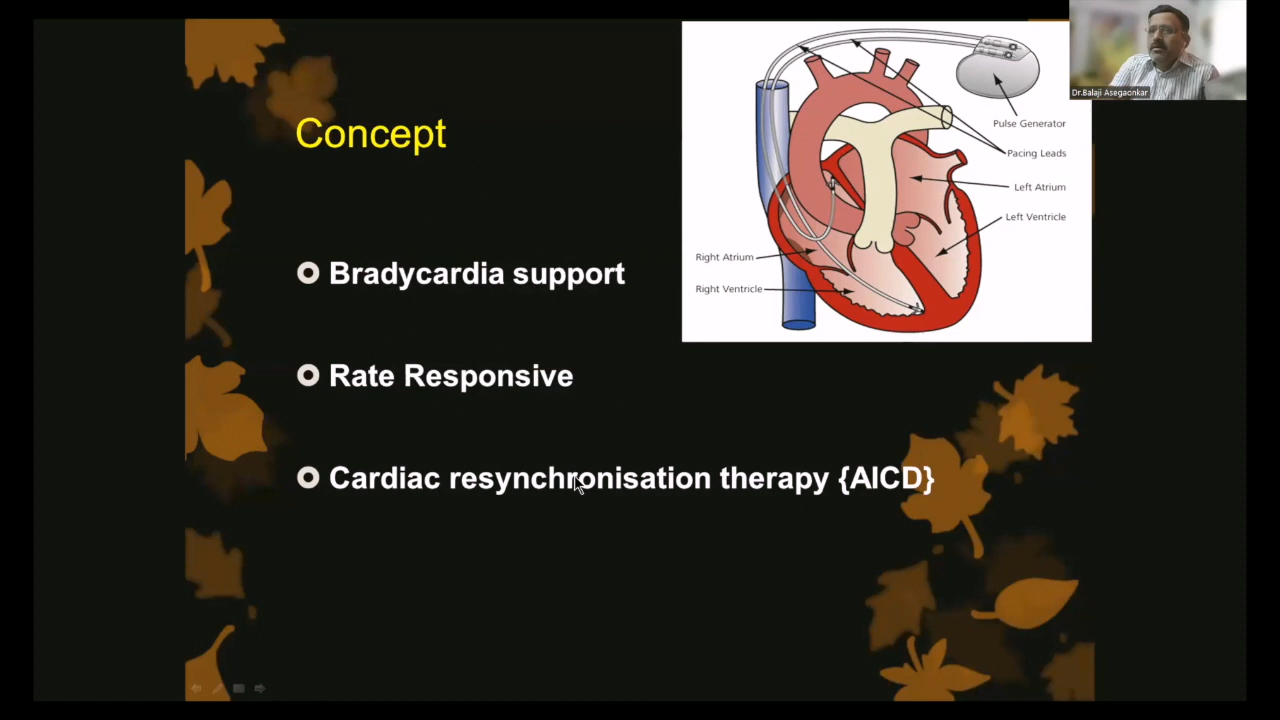 Concept
Bradycardia support
Rate Responsive
Cardiac resynchronisation therapy {AICD}
Pulse Generator
Pacing Leads
Left Atrium
Left Ventricle
Right Atrium
Right Ventricle
Dr.Balaji Asegaonkar